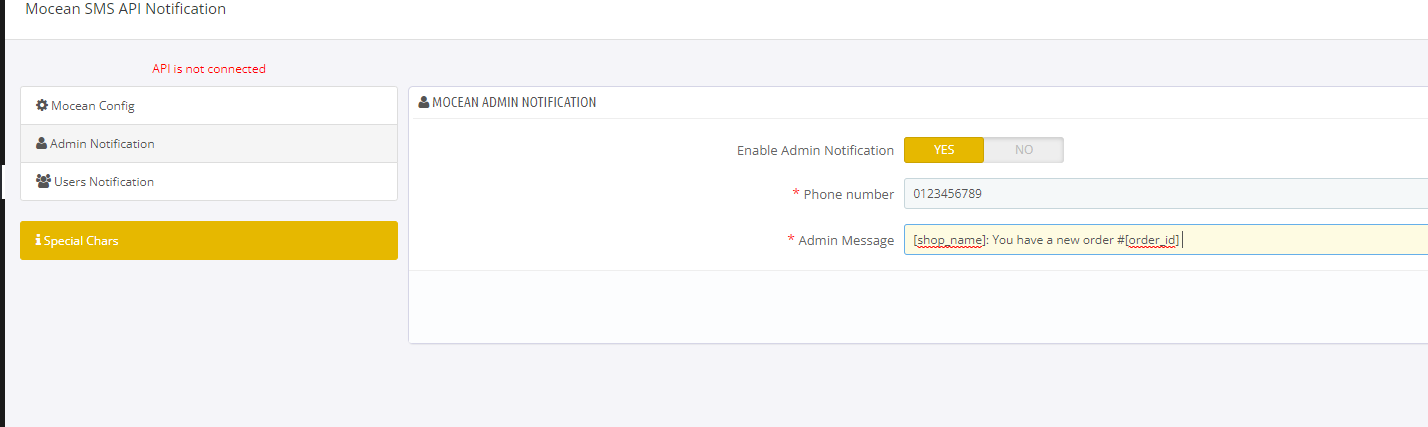 Mocean SMS API Notification
API is not connected
Mocean Config
Admin Notification
Users Notification
Special Chars
MOCEAN ADMIN NOTIFICATION
Enable Admin Notification YES NO
* Phone number 0123456789
* Admin Message [shop_name]: You have a new order #[order_id]